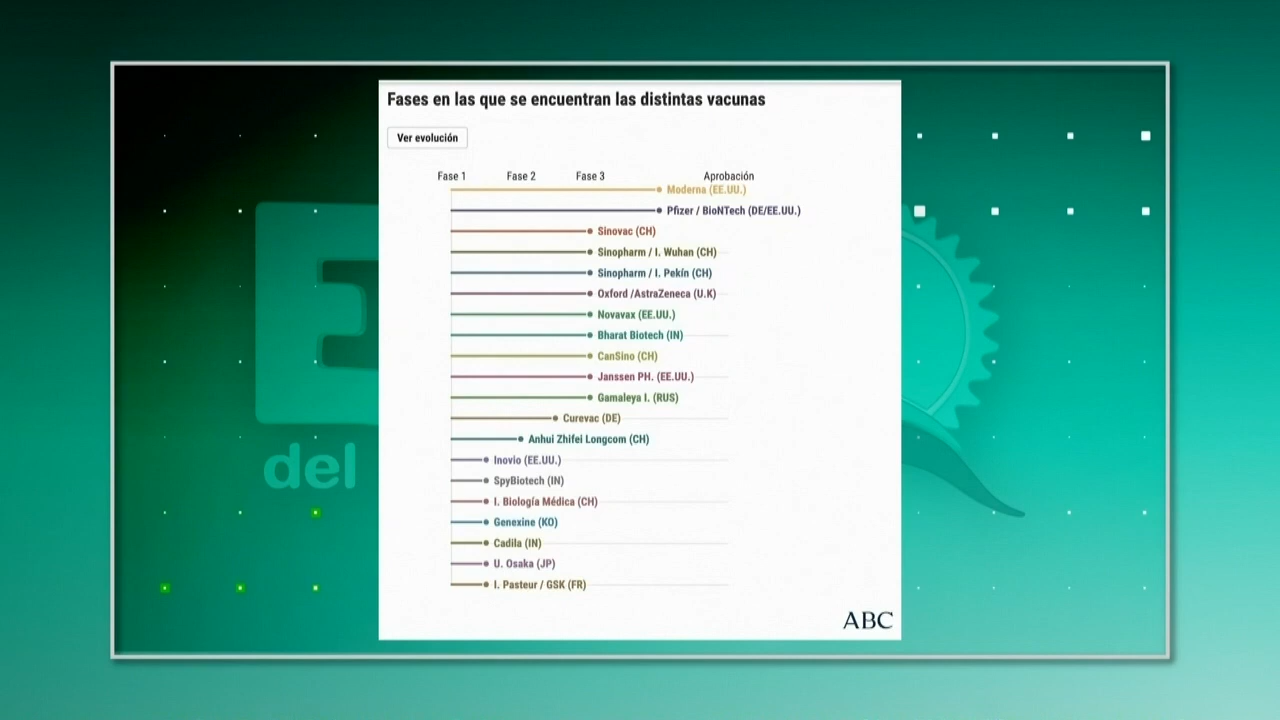 Fases en las que se encuentran las distintas vacunas
Ver evolución
Fase 1 Fase 2 Fase 3 Aprobación
Moderna (EE.UU.)
Pfizer / BioNTech (DE/EE.UU.)
Sinovac (CH)
Sinopharm / I. Wuhan (CH)
Sinopharm / I. Pekín (CH)
Oxford /AstraZeneca (U.K)
Novavax (EE.UU.)
Bharat Biotech (IN)
CanSino (CH)
Janssen PH. (EE.UU.)
Gamaleya I. (RUS)
Curevac (DE)
Anhui Zhifei Longcom (CH)
Inovio (EE.UU.)
SpyBiotech (IN)
I. Biología Médica (CH)
Genexine (KO)
Cadila (IN)
U. Osaka (JP)
I. Pasteur / GSK (FR)
ABC
del